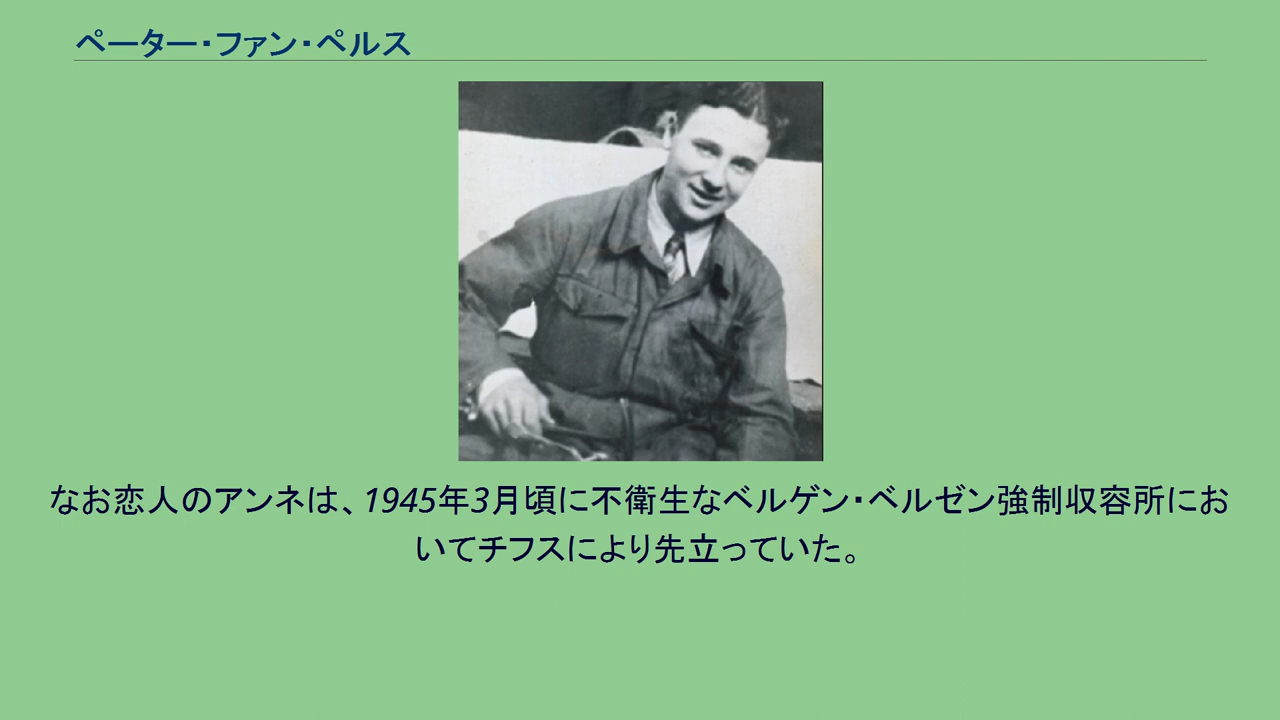 ペーター・ファン・ペルス
なお恋人のアンネは、1945年3月頃に不衛生なベルゲン・ベルゼン強制収容所にお
いてチフスにより先立っていた。